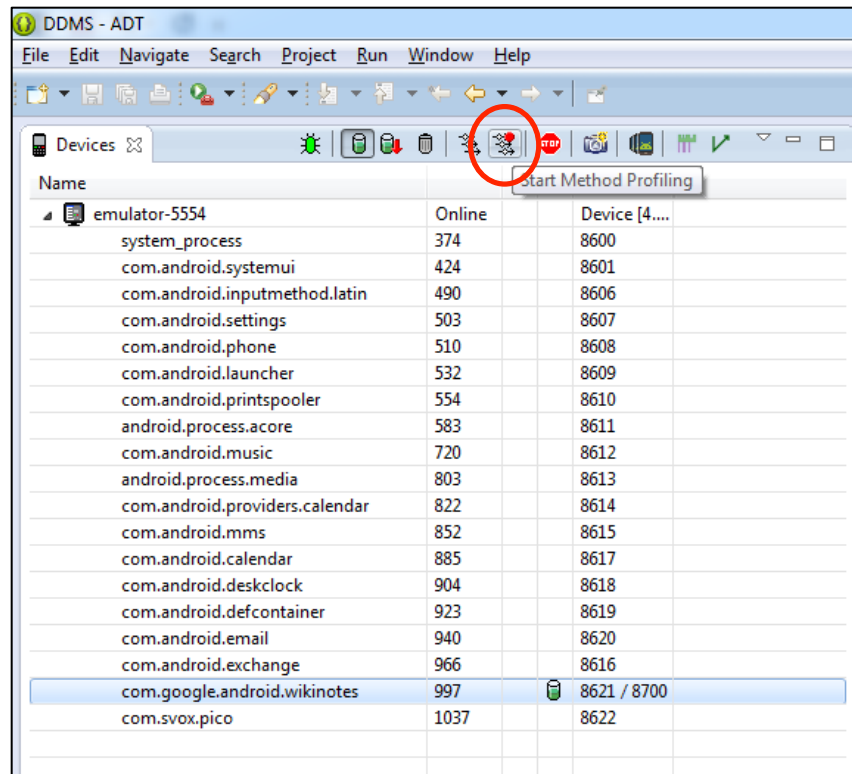 DDMS - ADT
File Edit Navigate Search Project Run Window Help
Devices
STOP
Start Method Profiling
Name
emulator-5554 Online Device [4....
system_process 374 8600
com.android.systemui 424 8601
com.android.inputmethod.latin 490 8606
com.android.settings 503 8607
com.android.phone 510 8608
com.android.launcher 532 8609
com.android.printspooler 554 8610
android.process.acore 583 8611
com.android.music 720 8612
android.process.media 803 8613
com.android.providers.calendar 822 8614
com.android.mms 852 8615
com.android.calendar 885 8617
com.android.deskclock 904 8618
com.android.defcontainer 923 8619
com.android.email 940 8620
com.android.exchange 966 8616
com.google.android.wikinotes 997 8621 / 8700
com.svox.pico 1037 8622